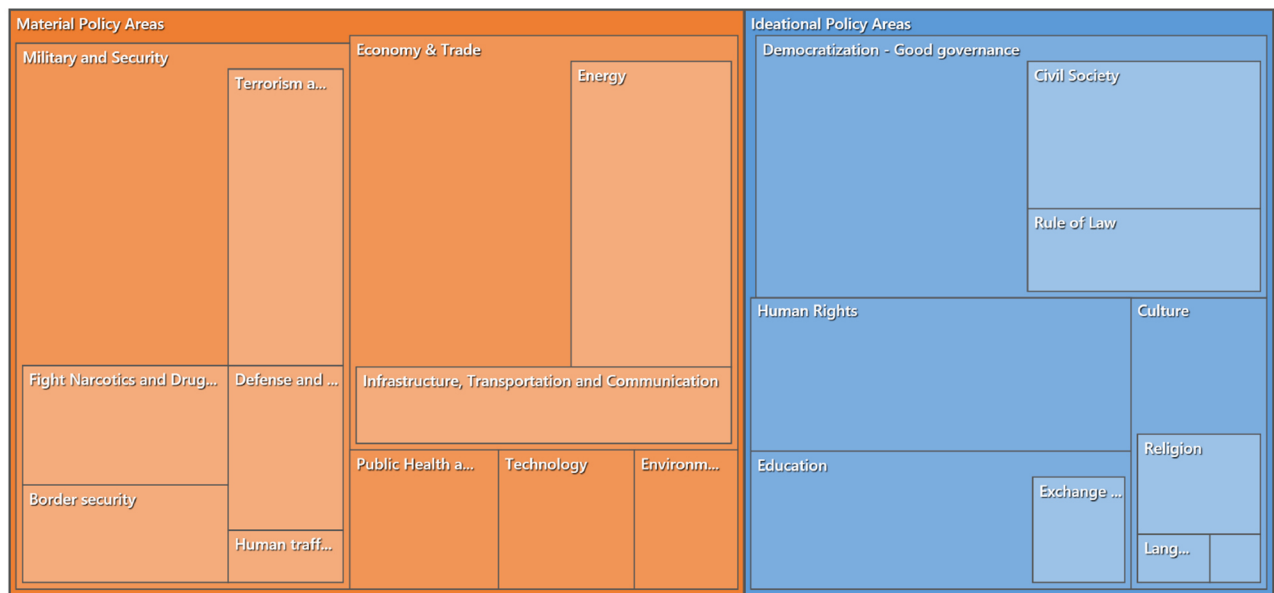 Material Policy Areas
Military and Security
Terrorism a...
Fight Narcotics and Drug...
Defense and ...
Border security
Human traff...
Economy & Trade
Energy
Infrastructure, Transportation and Communication
Public Health a...
Technology
Environm...
Ideational Policy Areas
Democratization - Good governance
Civil Society
Rule of Law
Human Rights
Culture
Religion
Lang...
Education
Exchange ...